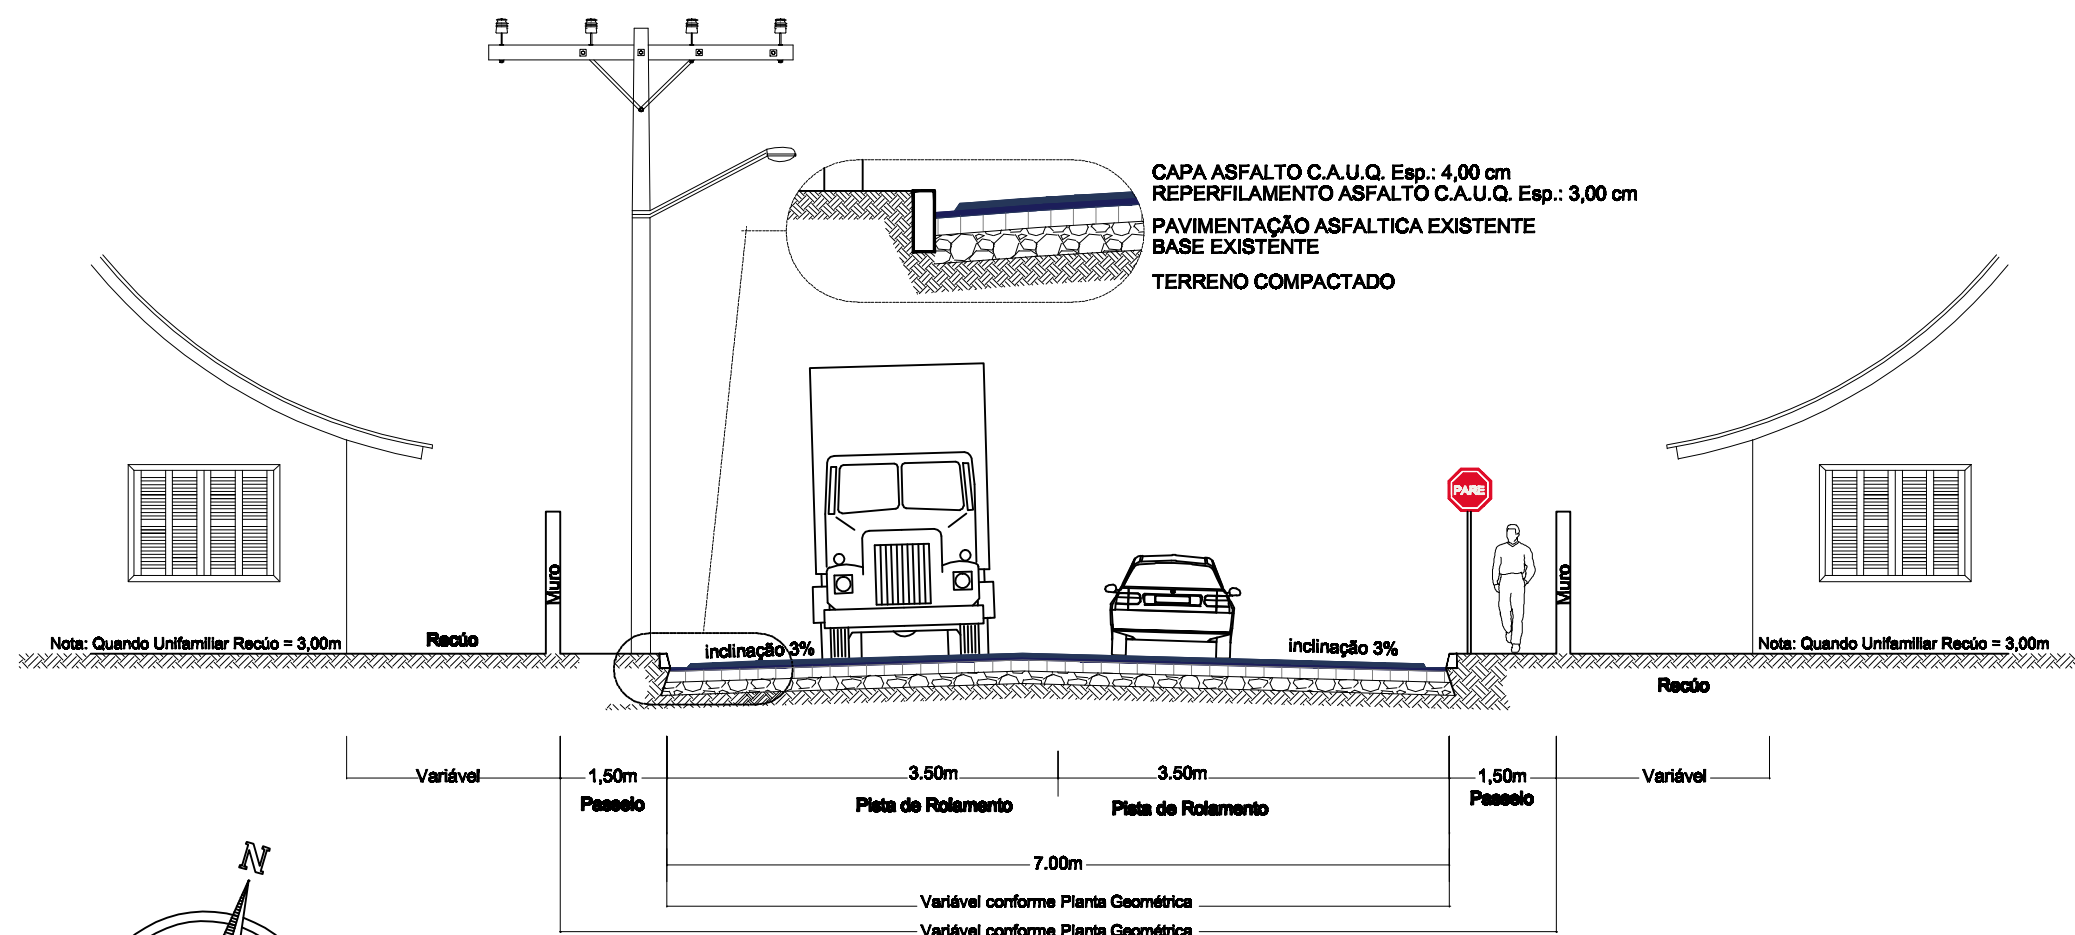 CAPA ASFALTO C.A.U.Q. Esp.: 4,00 cm
REPERFILAMENTO ASFALTO C.A.U.Q. Esp.: 3,00 cm
PAVIMENTAÇÃO ASFALTICA EXISTENTE
BASE EXISTENTE
TERRENO COMPACTADO
PARE
Muro
Muro
Nota: Quando Unifamiliar Recúo = 3,00m
Recúo
inclinação 3%
inclinação 3%
Nota: Quando Unifamiliar Recúo = 3,00m
Recúo
Variável
1,50m
3.50m
3.50m
1,50m
Variável
Passeio
Pista de Rolamento
Pista de Rolamento
Passeio
7.00m
N
Variável conforme Planta Geométrica
Variável conforme Planta Geométrica